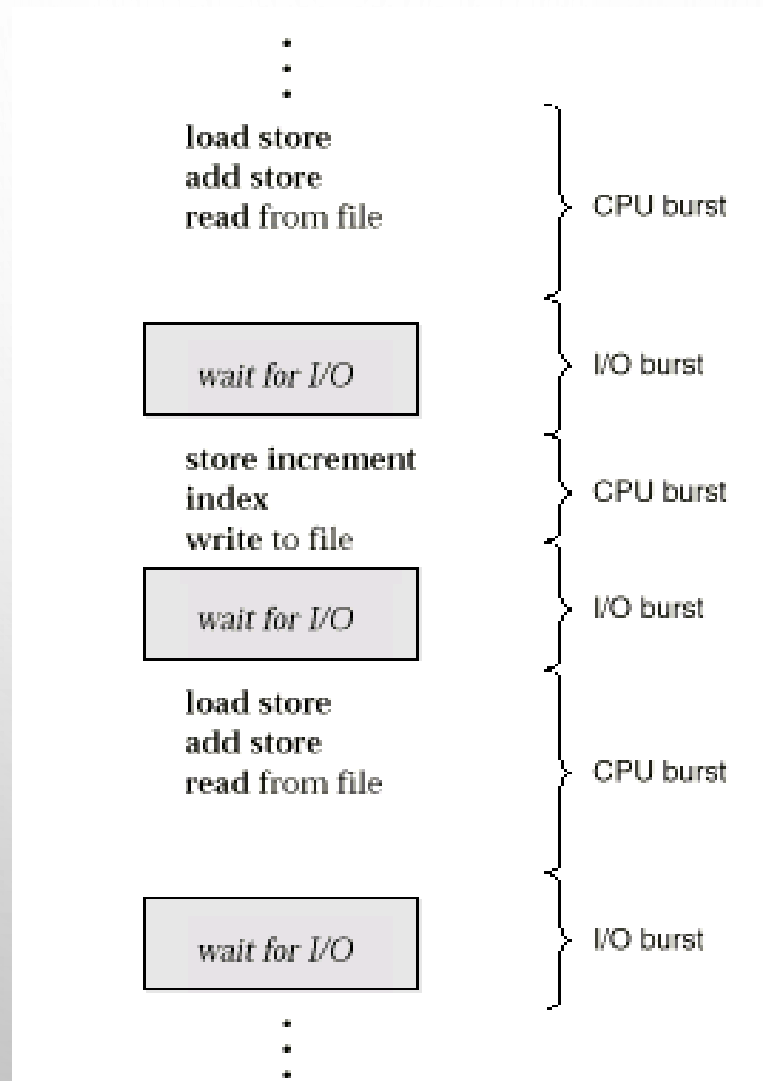 load store
add store
read from file
CPU burst
wait for I/O
I/O burst
store increment
index
write to file
CPU burst
wait for I/O
I/O burst
load store
add store
read from file
CPU burst
wait for I/O
I/O burst